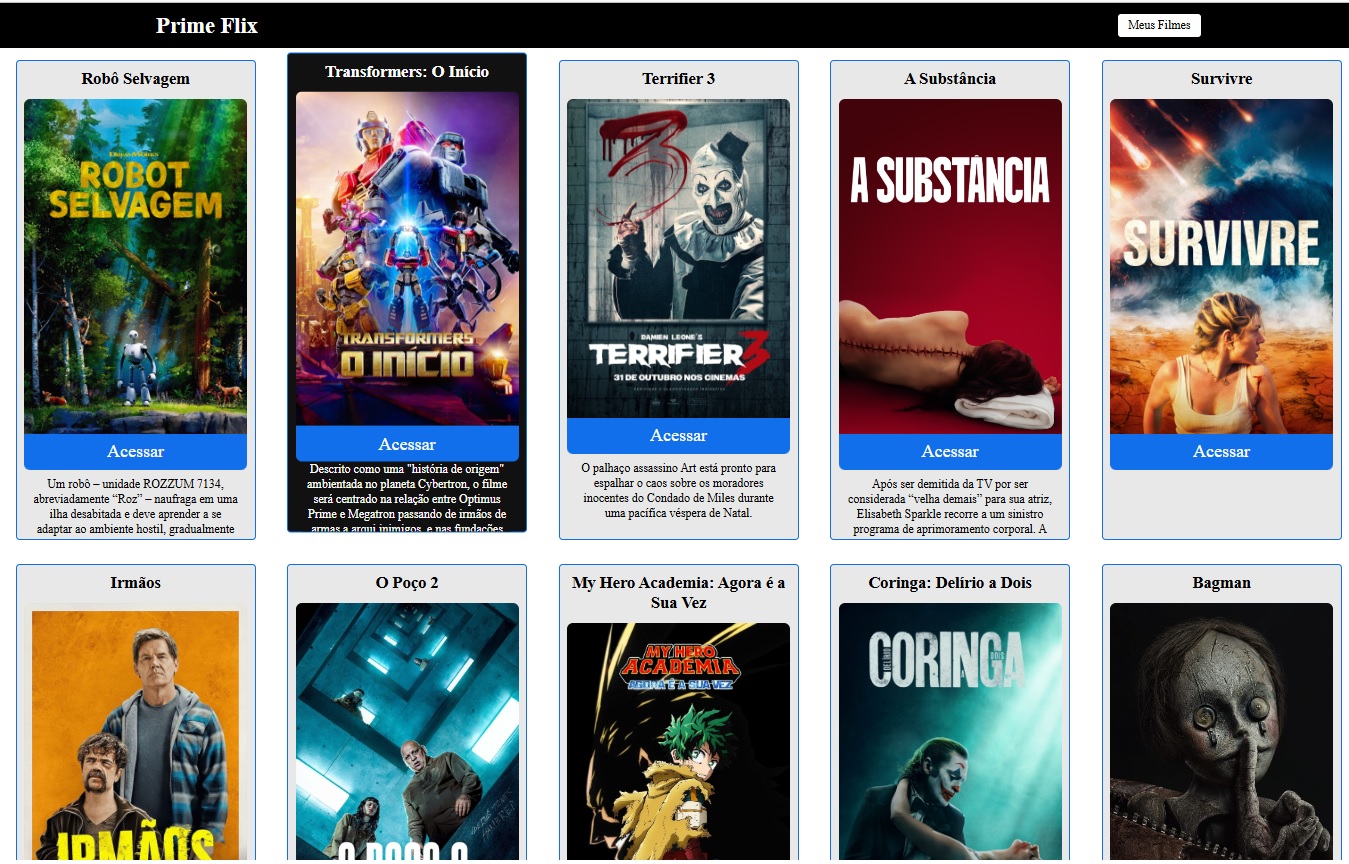 Prime Flix
Meus Filmes
Robô Selvagem
DREAMWORKS
ROBOT
SELVAGEM
Acessar
Um robô – unidade ROZZUM 7134,
abreviadamente “Roz” – naufraga em uma
ilha desabitada e deve aprender a se
adaptar ao ambiente hostil, gradualmente
Transformers: O Início
TRANSFORMERS
O INÍCIO
Acessar
Descrito como uma "história de origem"
ambientada no planeta Cybertron, o filme
será centrado na relação entre Optimus
Prime e Megatron passando de irmãos de
armas a arqui inimigos, e nas fundações
Terrifier 3
3
DAMIEN LEONE'S
TERRIFIER 3
31 DE OUTUBRO NOS CINEMAS
Acessar
O palhaço assassino Art está pronto para
espalhar o caos sobre os moradores
inocentes do Condado de Miles durante
uma pacífica véspera de Natal.
A Substância
A SUBSTÂNCIA
Acessar
Após ser demitida da TV por ser
considerada “velha demais” para sua atriz,
Elisabeth Sparkle recorre a um sinistro
programa de aprimoramento corporal. A
Survivre
SURVIVRE
Acessar
Irmãos
IRMÃOS
O Poço 2
O POÇO 2
My Hero Academia: Agora é a
Sua Vez
MY HERO
ACADEMIA
AGORA É A SUA VEZ
Coringa: Delírio a Dois
CORINGA
DELÍRIO
A DOIS
Bagman